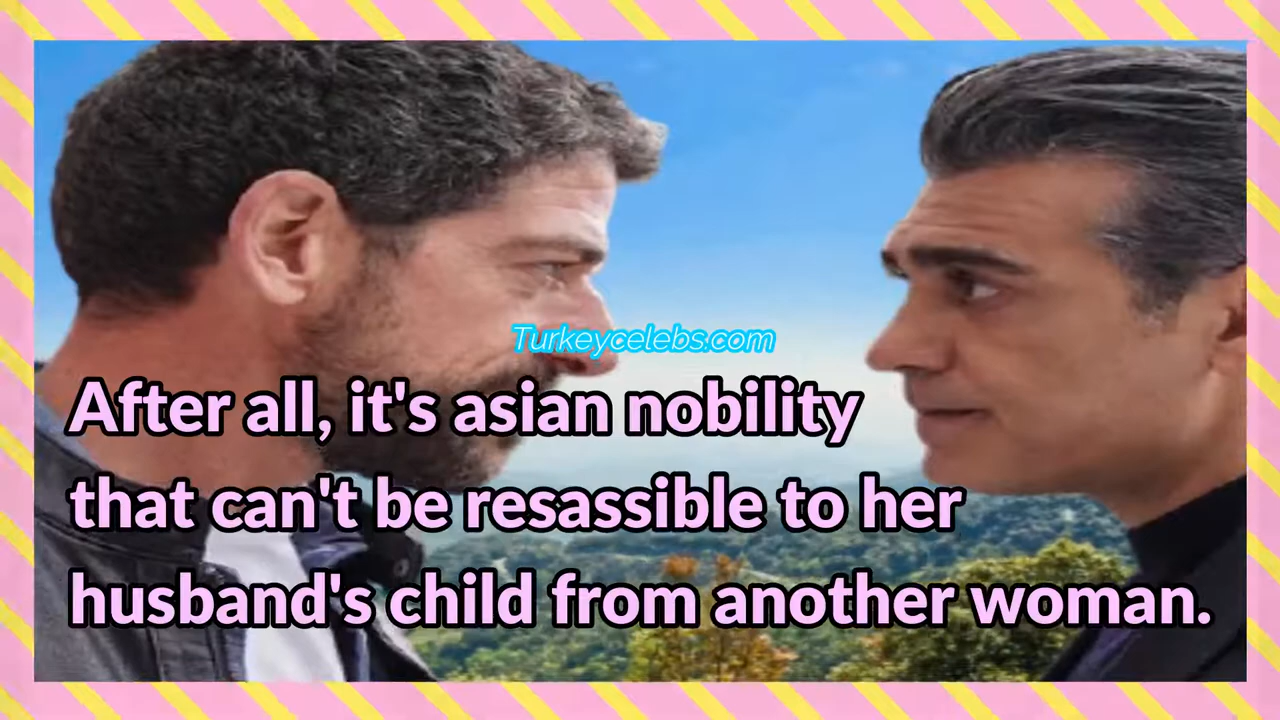 Turkeycelebs.com
After all, it's asian nobility
that can't be resassible to her
husband's child from another woman.